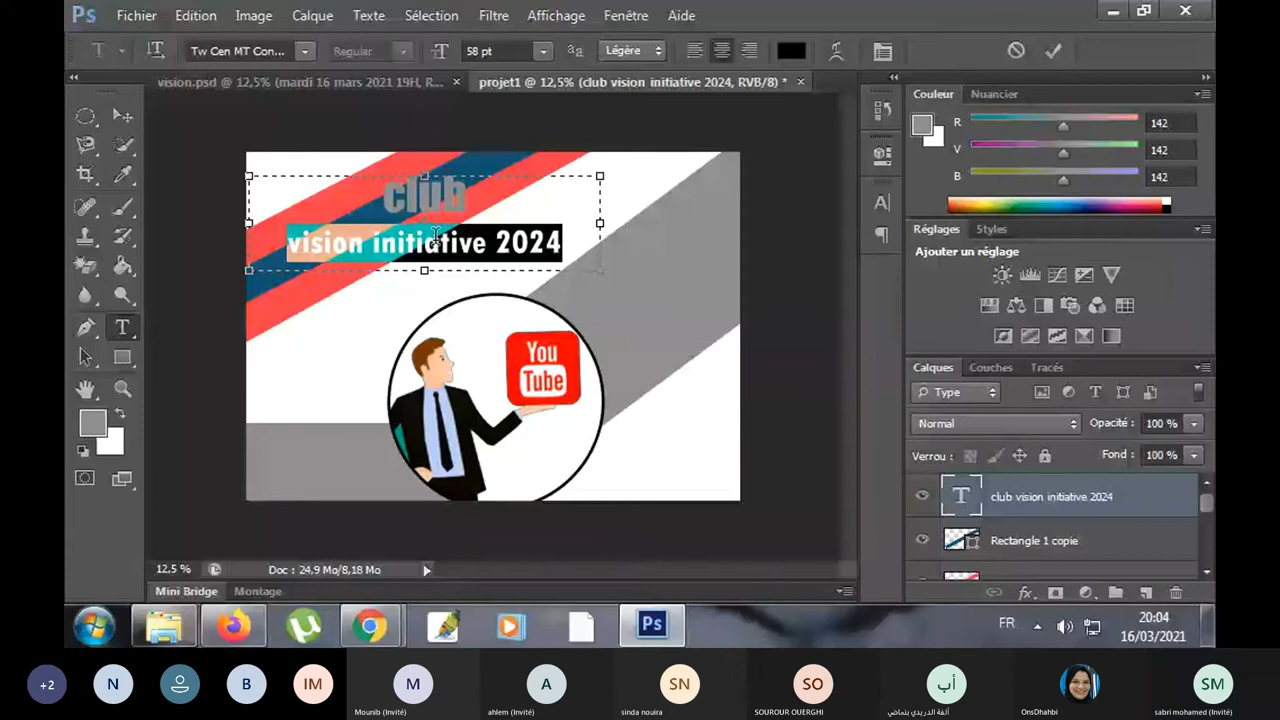 Ps Fichier Edition Image Calque Texte Sélection Filtre Affichage Fenêtre Aide
T Tw Cen MT Con... Regular 58 pt aa Légère
vision.psd @ 12,5% (mardi 16 mars 2021 19H, R... × projet1 @ 12,5% (club vision initiative 2024, RVB/8) * ×
Couleur Nuancier
R 142
V 142
B 142
club
vision initiative 2024
You
Tube
Réglages Styles
Ajouter un réglage
Calques Couches Tracés
Type
Normal Opacité : 100 %
Verrou : Fond : 100 %
T club vision initiative 2024
Rectangle 1 copie
12,5 % Doc : 24,9 Mo/8,18 Mo
Mini Bridge Montage
Ps FR 20:04
16/03/2021
+2 N B IM M A SN SO أب SM
Mounib (Invité) ahlem (Invité) sinda nouira SOUROUR OUERGHI ألفة الدريدي بنماضي OnsDhahbi sabri mohamed (Invité)